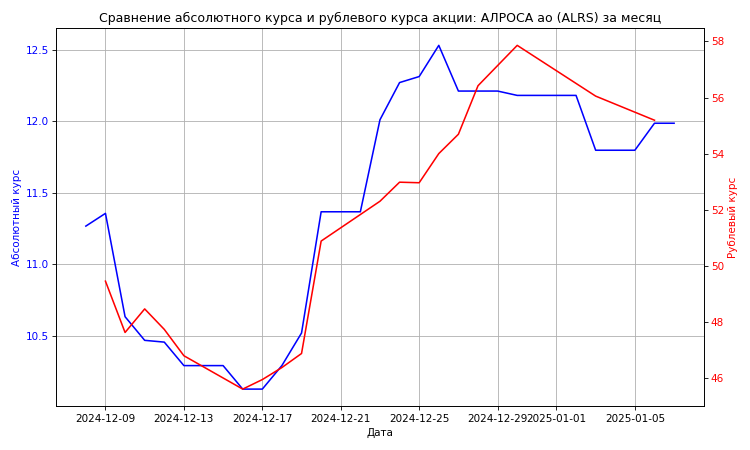 Сравнение абсолютного курса и рублевого курса акции: АЛРОСА ао (ALRS) за месяц
Абсолютный курс
12.5
12.0
11.5
11.0
10.5
58
56
54
52
50
48
46
Рублевый курс
2024-12-09 2024-12-13 2024-12-17 2024-12-21 2024-12-25 2024-12-29 2025-01-01 2025-01-05
Дата